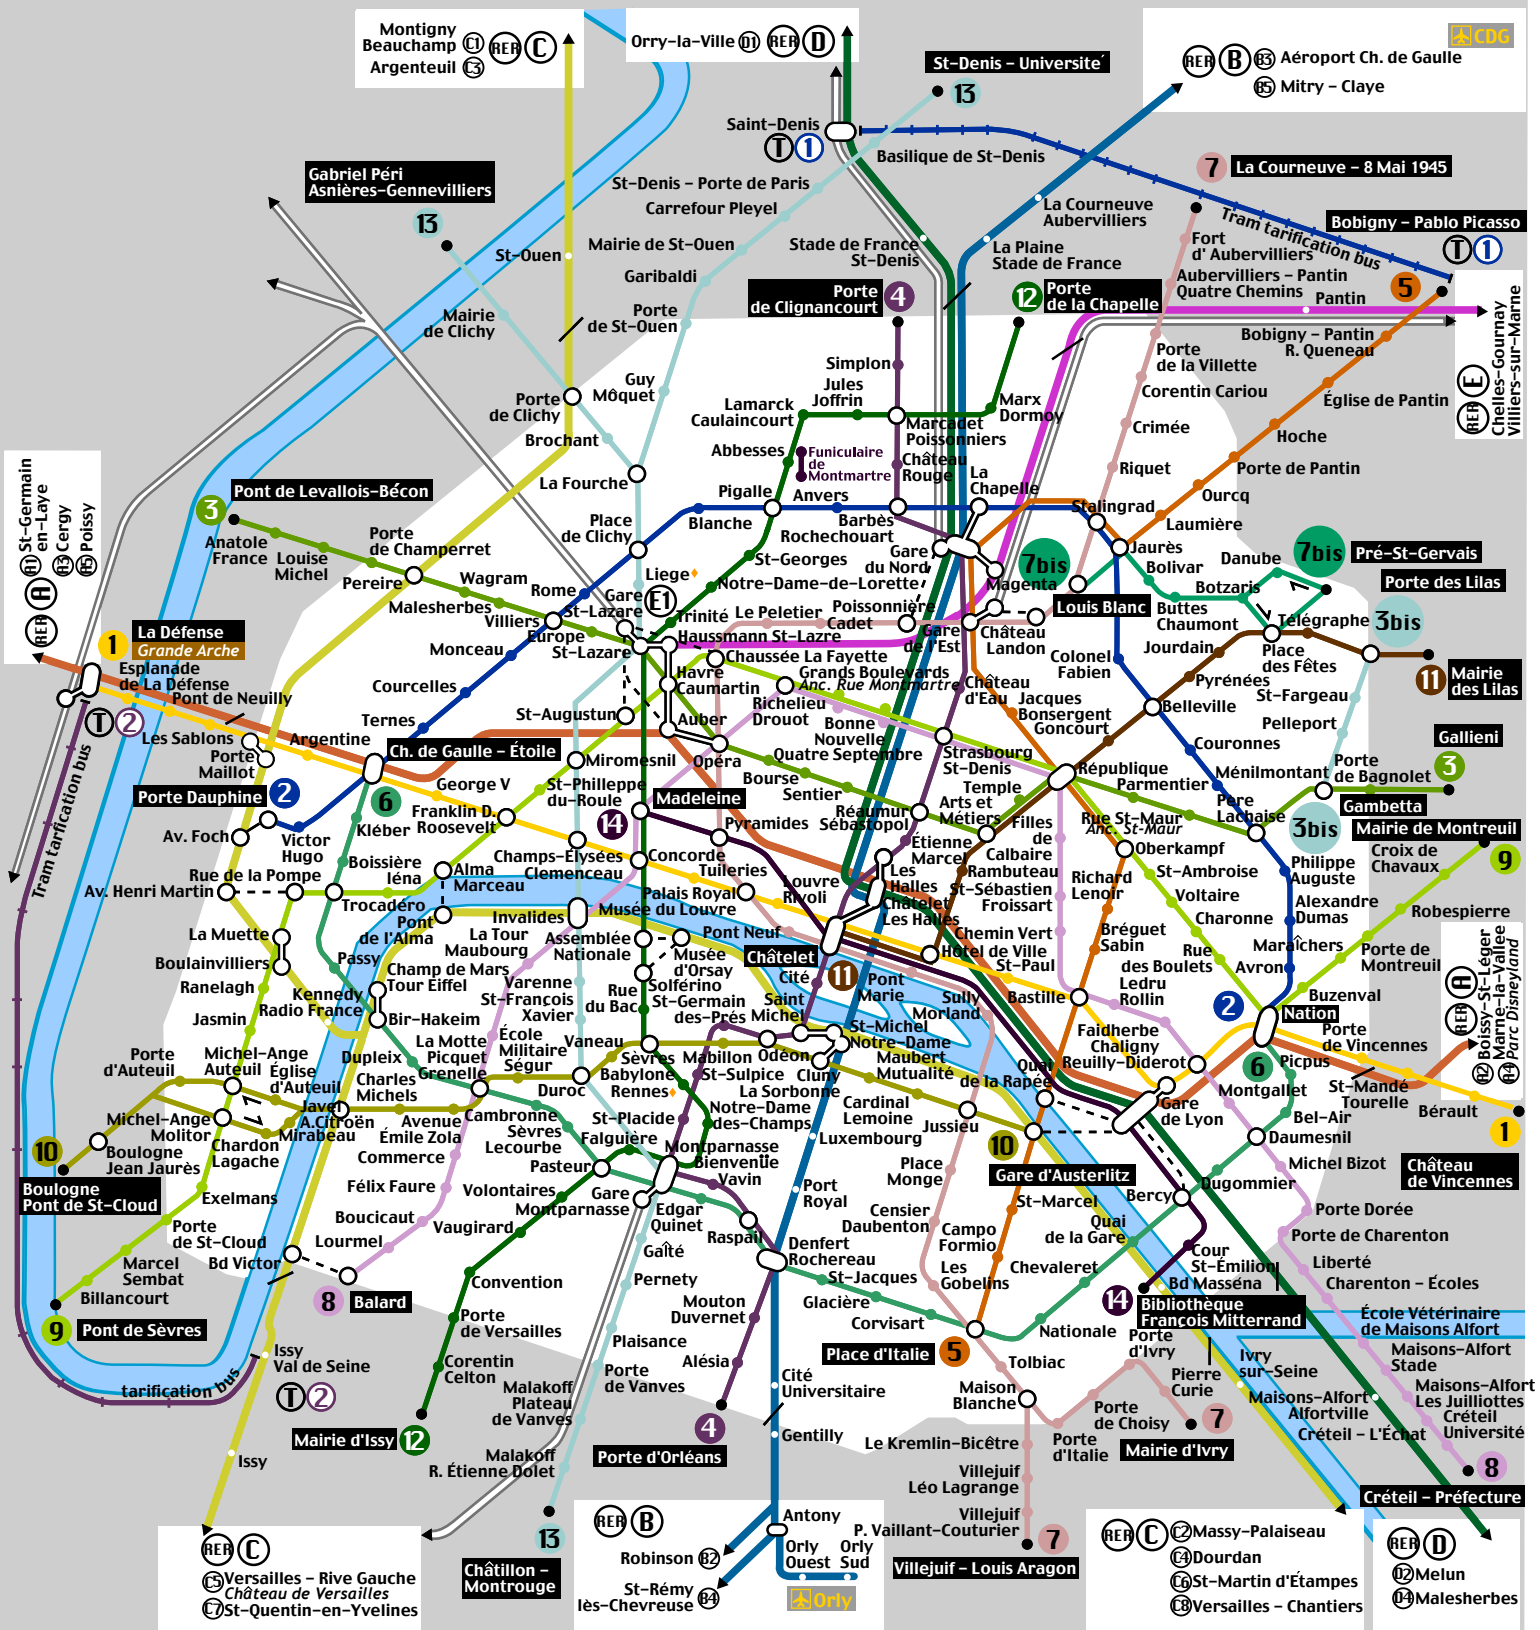 Montigny
Beauchamp C1 RER C
Argenteuil C3
Orry-la-Ville D1 RER D
CDG
RER B B3 Aéroport Ch. de Gaulle
B5 Mitry - Claye
St-Denis - Université
13
Saint-Denis
T 1
Basilique de St-Denis
7 La Courneuve - 8 Mai 1945
Gabriel Péri
Asnières-Gennevilliers
13
St-Denis - Porte de Paris
Carrefour Pleyel
La Courneuve
Aubervilliers
Tram tarification bus
Bobigny - Pablo Picasso
T 1
St-Ouen
Mairie de St-Ouen
Garibaldi
Stade de France
St-Denis
La Plaine
Stade de France
Fort
d'Aubervilliers
Aubervilliers - Pantin
Quatre Chemins
5
Pantin
Porte
de Clignancourt
4
12
Porte
de la Chapelle
Mairie
de Clichy
Porte
de St-Ouen
Bobigny - Pantin
R. Queneau
RER E
Chelles-Gournay
Villiers-sur-Marne
Simplon
Porte
de la Villette
Guy
Môquet
Jules
Joffrin
Corentin Cariou
Église de Pantin
Porte
de Clichy
Lamarck
Caulaincourt
Marx
Dormoy
Marcadet
Poissonniers
Crimée
Hoche
Brochant
Abbesses
Funiculaire
de
Montmartre
Château
Rouge
La
Chapelle
Riquet
Porte de Pantin
La Fourche
Pigalle
Anvers
Ourcq
3
Pont de Levallois-Bécon
Place
de Clichy
Blanche
Barbès
Rochechouart
Stalingrad
Laumière
A1 St-Germain
en-Laye
A3 Cergy
A5 Poissy
RER A
Anatole
France
Louise
Michel
Porte
de Champerret
St-Georges
Gare
du Nord
7bis
Magenta
Jaurès
Bolivar
Danube
7bis
Pré-St-Gervais
Porte des Lilas
Pereire
Wagram
Malesherbes
Rome
Liege
Notre-Dame-de-Lorette
Botzaris
Buttes
Chaumont
Villiers
Gare
St-Lazare
E1
Trinité
Le Peletier
Poissonnière
Cadet
Louis Blanc
Télégraphe
3bis
1
La Défense
Grande Arche
Europe
St-Lazare
Haussmann St-Lazre
Gare
de l'Est
Château
Landon
Jourdain
Place
des Fêtes
Monceau
Chaussée La Fayette
Grands Boulevards
Anc. Rue Montmartre
Colonel
Fabien
11
Mairie
des Lilas
Esplanade
de La Défense
Pont de Neuilly
T 2
Courcelles
Havre
Caumartin
Château
d'Eau
Jacques
Bonsergent
Goncourt
Pyrénées
St-Fargeau
Les Sablons
Argentine
Ternes
St-Augustun
Auber
Richelieu
Drouot
Bonne
Nouvelle
Belleville
Pelleport
Porte
Maillot
Ch. de Gaulle - Étoile
Miromesnil
Opéra
Quatre Septembre
Strasbourg
St-Denis
Couronnes
Gallieni
3
Porte Dauphine
2
6
George V
St-Philleppe
du-Roule
Bourse
Sentier
République
Ménilmontant
Porte
de Bagnolet
Parmentier
Temple
Av. Foch
Victor
Hugo
Kléber
Franklin D.
Roosevelt
Madeleine
14
Pyramides
Réaumur
Sébastopol
Arts et
Métiers
Rue St-Maur
Anc. St-Maur
Père
Lachaise
3bis
Gambetta
Mairie de Montreuil
9
Boissière
Iéna
Champs-Élysées
Clemenceau
Concorde
Tuileries
Étienne
Marcel
Filles
de
Calbaire
Oberkampf
Croix de
Chavaux
Rue de la Pompe
Av. Henri Martin
Alma
Marceau
Palais Royal
Musée du Louvre
Louvre
Rivoli
Les
Halles
Rambuteau
St-Sébastien
Froissart
Richard
Lenoir
St-Ambroise
Philippe
Auguste
Trocadéro
Pont
de l'Alma
Invalides
Châtelet
Les Halles
Voltaire
Alexandre
Dumas
Robespierre
La Muette
La Tour
Maubourg
Assemblée
Nationale
Pont Neuf
Châtelet
11
Chemin Vert
Hôtel de Ville
Bréguet
Sabin
Charonne
Maraîchers
Porte de
Montreuil
Boulainvilliers
Passy
Champ de Mars
Tour Eiffel
Musée
d'Orsay
Cité
Pont
Marie
St-Paul
Rue
des Boulets
Avron
Ranelagh
Varenne
Solférino
Saint
Michel
Sully
Morland
Bastille
Ledru
Rollin
2
Buzenval
Nation
RER A
A2 Boissy-St-Léger
Marne-la-Vallée
A4 Parc Disneyland
Kennedy
Radio France
Bir-Hakeim
St-François
Xavier
Rue
du Bac
St-Germain
des-Prés
St-Michel
Notre-Dame
Faidherbe
Chaligny
Porte
de Vincennes
Jasmin
École
Militaire
Vaneau
Mabillon
Odéon
Cluny
La Sorbonne
Maubert
Mutualité
Quai
de la Rapée
Reuilly-Diderot
6
Picpus
Porte
d'Auteuil
Michel-Ange
Auteuil
Église
d'Auteuil
Dupleix
La Motte
Picquet
Grenelle
Ségur
Duroc
Sèvres
Babylone
Rennes
St-Sulpice
Montgallet
St-Mandé
Tourelle
Bérault
Michel-Ange
Molitor
Javel
A.Citroën
Mirabeau
Charles
Michels
Cambronne
St-Placide
Notre-Dame
des-Champs
Cardinal
Lemoine
Gare
de Lyon
Bel-Air
1
10
Boulogne
Jean Jaurès
Chardon
Lagache
Avenue
Émile Zola
Sèvres
Lecourbe
Falguière
Luxembourg
Jussieu
10
Daumesnil
Château
de Vincennes
Boulogne
Pont de St-Cloud
Commerce
Pasteur
Montparnasse
Bienvenüe
Vavin
Place
Monge
Gare d'Austerlitz
Michel Bizot
Exelmans
Félix Faure
Volontaires
Gare
Montparnasse
Port
Royal
St-Marcel
Bercy
Dugommier
Porte
de St-Cloud
Boucicaut
Vaugirard
Edgar
Quinet
Censier
Daubenton
Quai
de la Gare
Porte Dorée
Bd Victor
Lourmel
Gaîté
Raspail
Denfert
Rochereau
Campo
Formio
Cour
St-Émilion
Porte de Charenton
Marcel
Sembat
Convention
Pernety
St-Jacques
Les
Gobelins
Chevaleret
Bd Masséna
Liberté
Billancourt
8
Balard
Glacière
14
Bibliothèque
François Mitterrand
Charenton - Écoles
9
Pont de Sèvres
Porte
de Versailles
Mouton
Duvernet
Corvisart
Nationale
École Vétérinaire
de Maisons Alfort
Issy
Val de Seine
T 2
Plaisance
Place d'Italie
5
Porte
d'Ivry
Ivry
sur-Seine
Maisons-Alfort
Stade
Corentin
Celton
Alésia
Tolbiac
Pierre
Curie
tarification bus
Malakoff
Plateau
de Vanves
Porte
de Vanves
Cité
Universitaire
Maison
Blanche
Porte
de Choisy
7
Maisons-Alfort
Alfortville
Maisons-Alfort
Les Juilliottes
Mairie d'Issy
12
4
Gentilly
Le Kremlin-Bicêtre
Porte
d'Italie
Mairie d'Ivry
Créteil - L'Échat
Créteil
Université
Issy
Malakoff
R. Étienne Dolet
Porte d'Orléans
Villejuif
Léo Lagrange
8
Créteil - Préfecture
13
Châtillon -
Montrouge
RER B
Antony
Villejuif
P. Vaillant-Couturier
7
Robinson B2
Orly
Ouest
Orly
Sud
Villejuif - Louis Aragon
St-Rémy
lès-Chevreuse B4
Orly
RER C
C5 Versailles - Rive Gauche
Château de Versailles
C7 St-Quentin-en-Yvelines
RER C
C2 Massy-Palaiseau
C4 Dourdan
C6 St-Martin d'Étampes
C8 Versailles - Chantiers
RER D
D2 Melun
D4 Malesherbes
Tram tarification bus